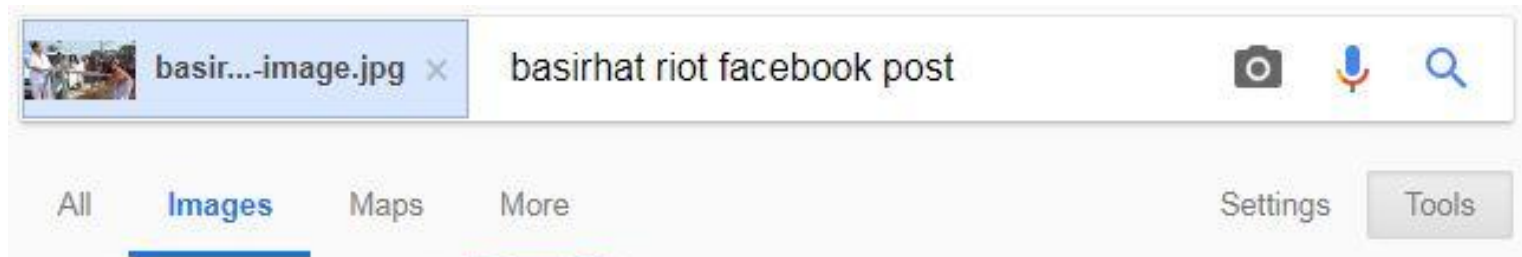 basir...-image.jpg × basirhat riot facebook post
All Images Maps More Settings Tools